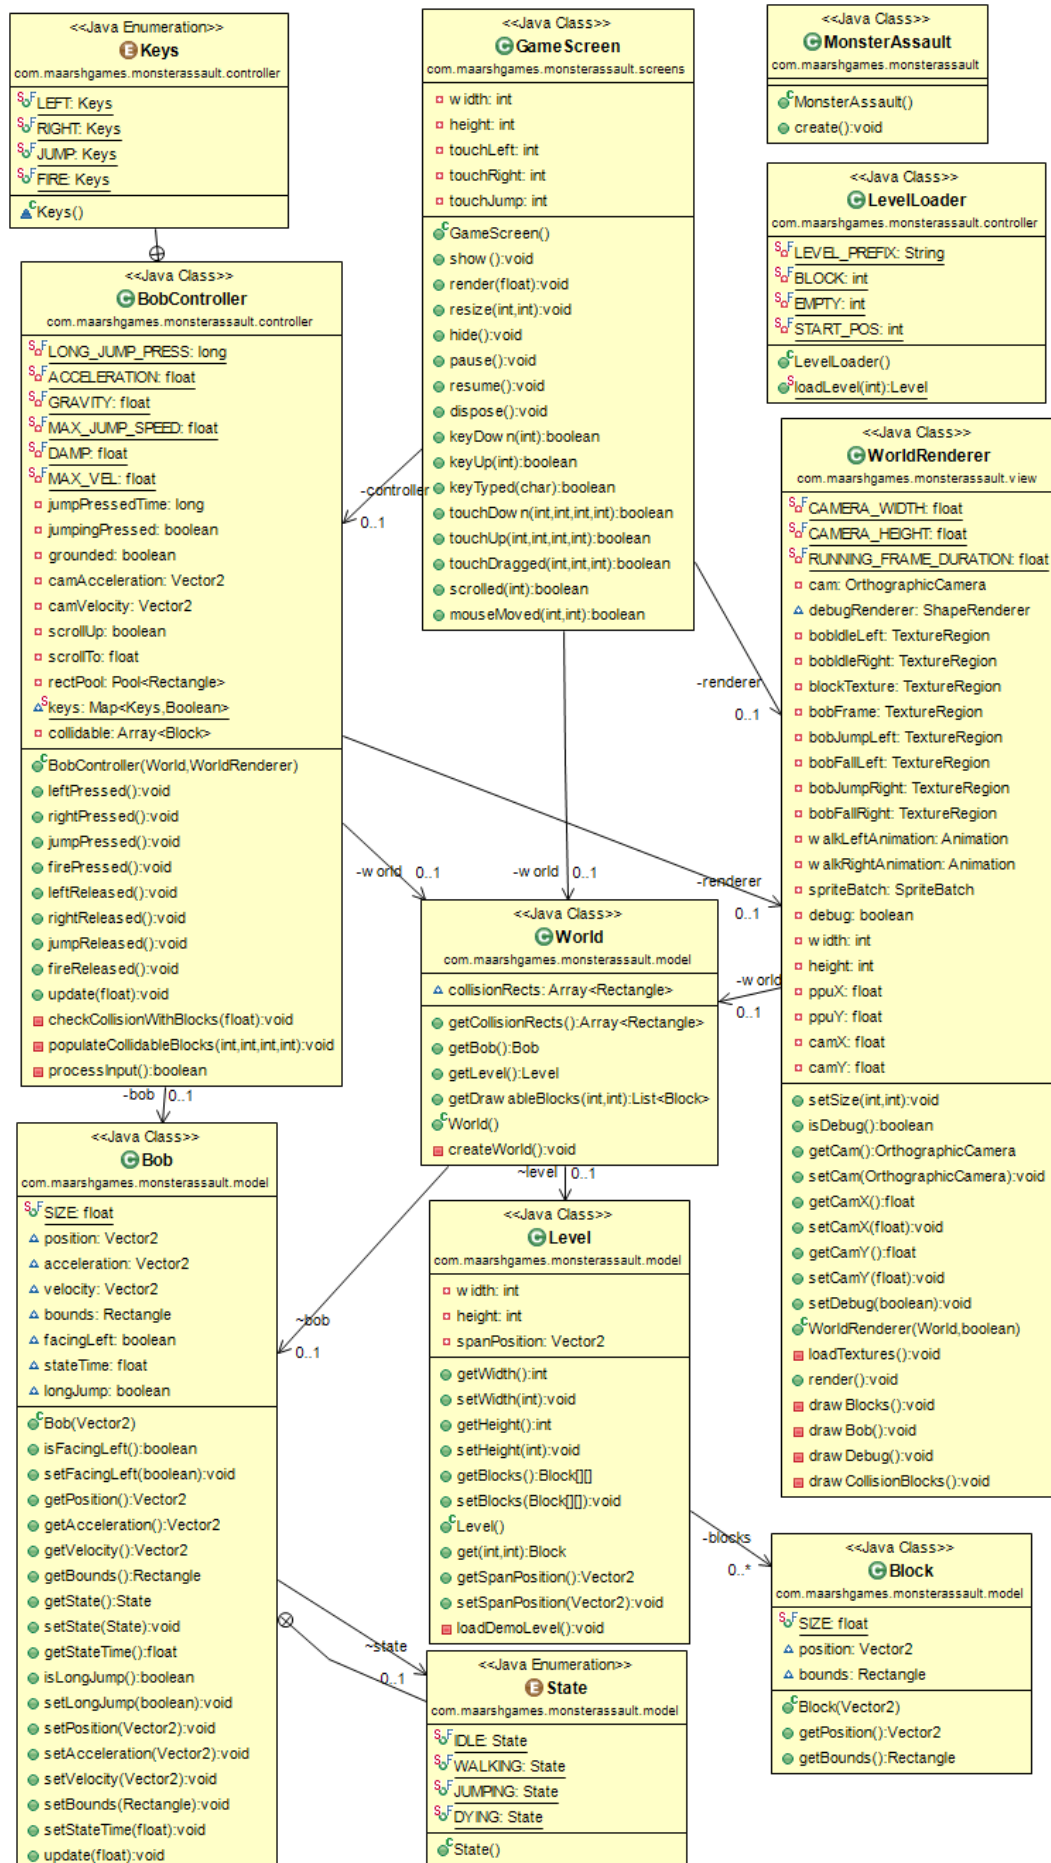 <<Java Enumeration>>
Keys
com.maarshgames.monsterassault.controller
LEFT: Keys
RIGHT: Keys
JUMP: Keys
FIRE: Keys
Keys()
<<Java Class>>
BobController
com.maarshgames.monsterassault.controller
LONG_JUMP_PRESS: long
ACCELERATION: float
GRAVITY: float
MAX_JUMP_SPEED: float
DAMP: float
MAX_VEL: float
jumpPressedTime: long
jumpingPressed: boolean
grounded: boolean
camAcceleration: Vector2
camVelocity: Vector2
scrollUp: boolean
scrollTo: float
rectPool: Pool<Rectangle>
keys: Map<Keys,Boolean>
collidable: Array<Block>
BobController(World,WorldRenderer)
leftPressed():void
rightPressed():void
jumpPressed():void
firePressed():void
leftReleased():void
rightReleased():void
jumpReleased():void
fireReleased():void
update(float):void
checkCollisionWithBlocks(float):void
populateCollidableBlocks(int,int,int,int):void
processInput():boolean
-bob 0..1
<<Java Class>>
Bob
com.maarshgames.monsterassault.model
SIZE: float
position: Vector2
acceleration: Vector2
velocity: Vector2
bounds: Rectangle
facingLeft: boolean
stateTime: float
longJump: boolean
Bob(Vector2)
isFacingLeft():boolean
setFacingLeft(boolean):void
getPosition():Vector2
getAcceleration():Vector2
getVelocity():Vector2
getBounds():Rectangle
getState():State
setState(State):void
getStateTime():float
isLongJump():boolean
setLongJump(boolean):void
setPosition(Vector2):void
setAcceleration(Vector2):void
setVelocity(Vector2):void
setBounds(Rectangle):void
setStateTime(float):void
update(float):void
<<Java Class>>
GameScreen
com.maarshgames.monsterassault.screens
width: int
height: int
touchLeft: int
touchRight: int
touchJump: int
GameScreen()
show():void
render(float):void
resize(int,int):void
hide():void
pause():void
resume():void
dispose():void
keyDown(int):boolean
keyUp(int):boolean
keyTyped(char):boolean
touchDown(int,int,int,int):boolean
touchUp(int,int,int,int):boolean
touchDragged(int,int,int):boolean
scrolled(int):boolean
mouseMoved(int,int):boolean
-controller
0..1
-renderer
0..1
-world 0..1
-world 0..1
-renderer
0..1
-world
0..1
<<Java Class>>
World
com.maarshgames.monsterassault.model
collisionRects: Array<Rectangle>
getCollisionRects():Array<Rectangle>
getBob():Bob
getLevel():Level
getDrawableBlocks(int,int):List<Block>
World()
createWorld():void
~level 0..1
~bob
0..1
<<Java Class>>
Level
com.maarshgames.monsterassault.model
width: int
height: int
spanPosition: Vector2
getWidth():int
setWidth(int):void
getHeight():int
setHeight(int):void
getBlocks():Block[][]
setBlocks(Block[][]):void
Level()
get(int,int):Block
getSpanPosition():Vector2
setSpanPosition(Vector2):void
loadDemoLevel():void
-blocks
0..*
~state
0..1
<<Java Enumeration>>
State
com.maarshgames.monsterassault.model
IDLE: State
WALKING: State
JUMPING: State
DYING: State
State()
<<Java Class>>
MonsterAssault
com.maarshgames.monsterassault
MonsterAssault()
create():void
<<Java Class>>
LevelLoader
com.maarshgames.monsterassault.controller
LEVEL_PREFIX: String
BLOCK: int
EMPTY: int
START_POS: int
LevelLoader()
loadLevel(int):Level
<<Java Class>>
WorldRenderer
com.maarshgames.monsterassault.view
CAMERA_WIDTH: float
CAMERA_HEIGHT: float
RUNNING_FRAME_DURATION: float
cam: OrthographicCamera
debugRenderer: ShapeRenderer
bobIdleLeft: TextureRegion
bobIdleRight: TextureRegion
blockTexture: TextureRegion
bobFrame: TextureRegion
bobJumpLeft: TextureRegion
bobFallLeft: TextureRegion
bobJumpRight: TextureRegion
bobFallRight: TextureRegion
walkLeftAnimation: Animation
walkRightAnimation: Animation
spriteBatch: SpriteBatch
debug: boolean
width: int
height: int
ppuX: float
ppuY: float
camX: float
camY: float
setSize(int,int):void
isDebug():boolean
getCam():OrthographicCamera
setCam(OrthographicCamera):void
getCamX():float
setCamX(float):void
getCamY():float
setCamY(float):void
setDebug(boolean):void
WorldRenderer(World,boolean)
loadTextures():void
render():void
drawBlocks():void
drawBob():void
drawDebug():void
drawCollisionBlocks():void
<<Java Class>>
Block
com.maarshgames.monsterassault.model
SIZE: float
position: Vector2
bounds: Rectangle
Block(Vector2)
getPosition():Vector2
getBounds():Rectangle